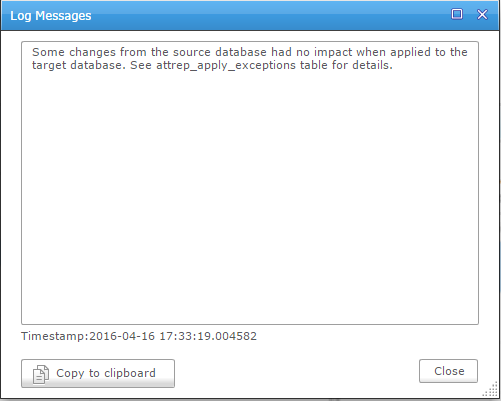 Log Messages
Some changes from the source database had no impact when applied to the
target database. See attrep_apply_exceptions table for details.
Timestamp:2016-04-16 17:33:19.004582
Copy to clipboard
Close